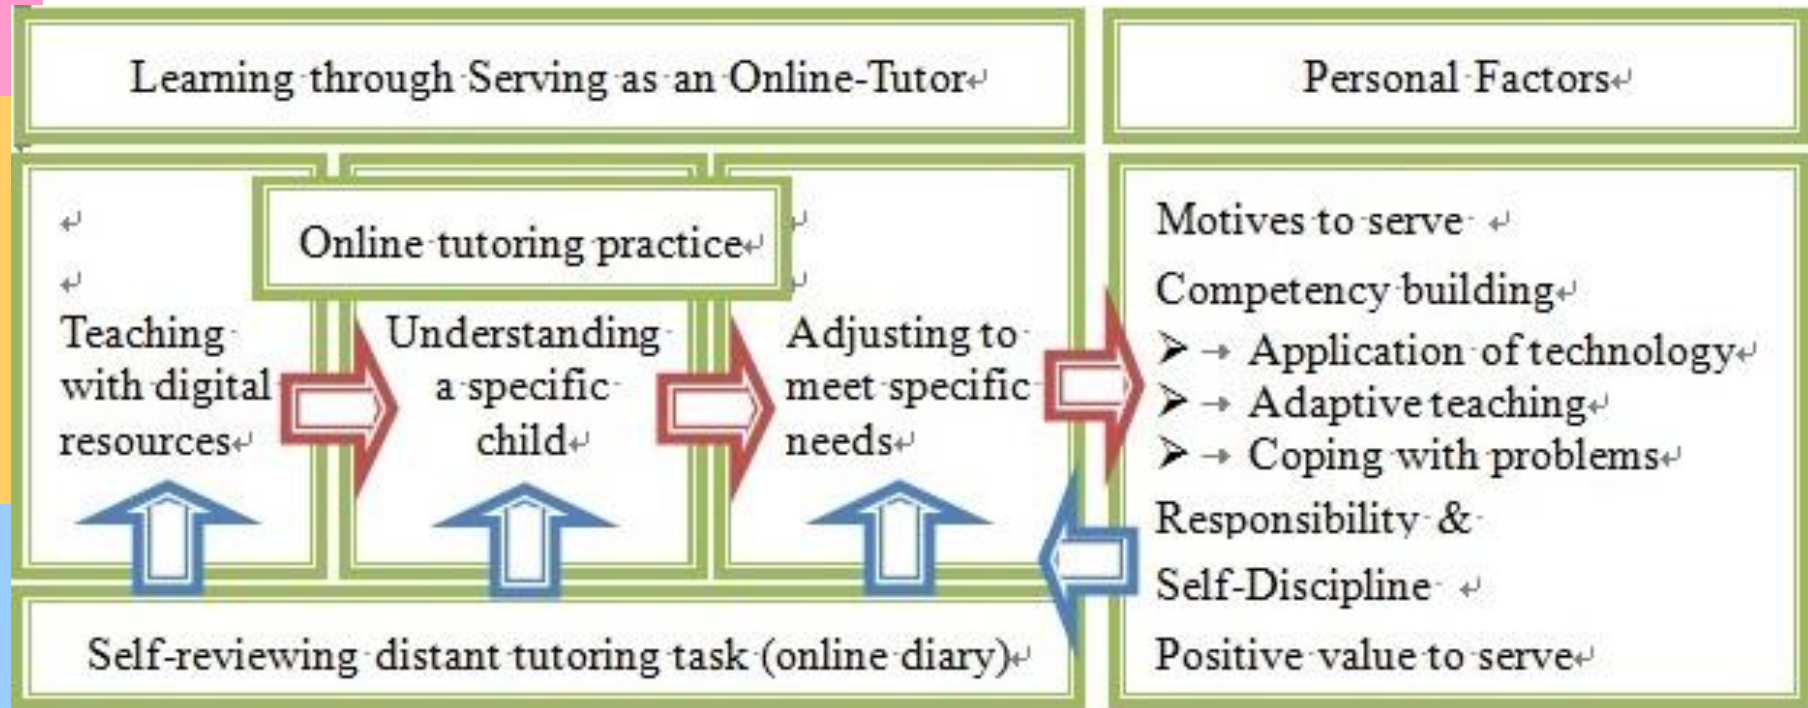 Learning through Serving as an Online-Tutor
Personal Factors
Online tutoring practice
Teaching
with digital
resources
Understanding
a specific
child
Adjusting to
meet specific
needs
Self-reviewing distant tutoring task (online diary)
Motives to serve
Competency building
➢ → Application of technology
➢ → Adaptive teaching
➢ → Coping with problems
Responsibility &
Self-Discipline
Positive value to serve